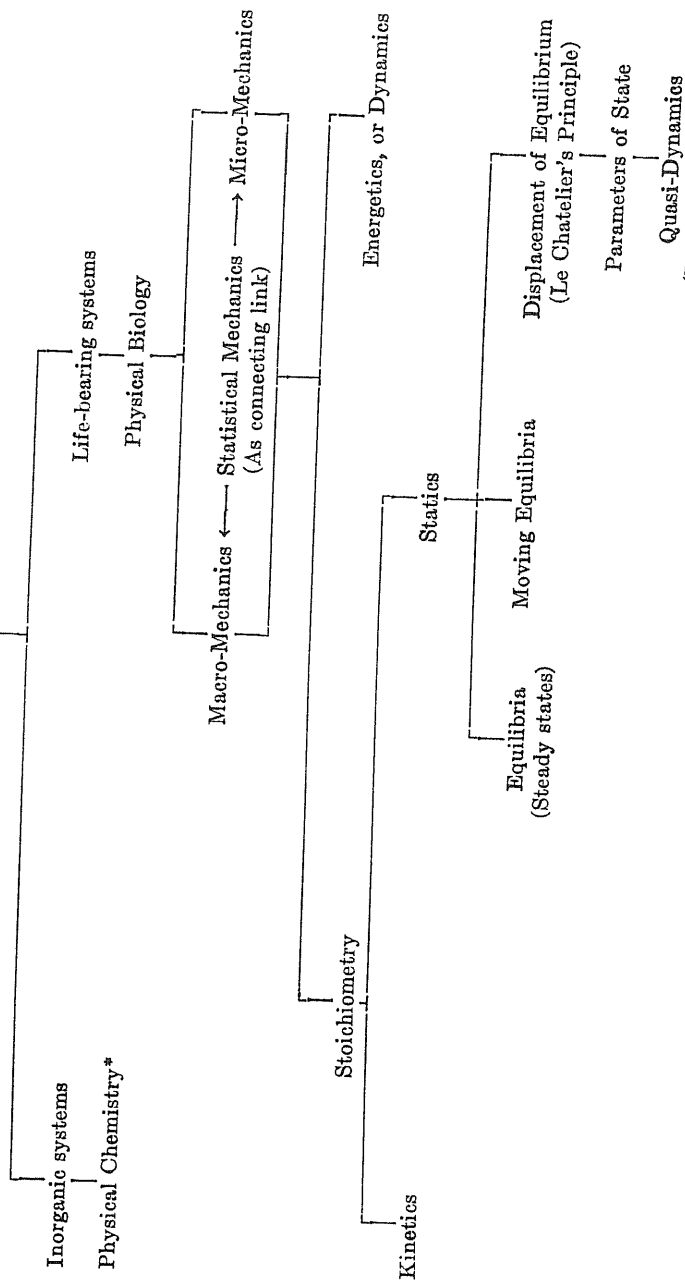 Inorganic systems
Physical Chemistry*
Life-bearing systems
Physical Biology
Macro-Mechanics ← Statistical Mechanics → Micro-Mechanics
(As connecting link)
Stoichiometry
Energetics, or Dynamics
Kinetics
Statics
Equilibria
(Steady states)
Moving Equilibria
Displacement of Equilibrium
(Le Chatelier's Principle)
Parameters of State
Quasi-Dynamics